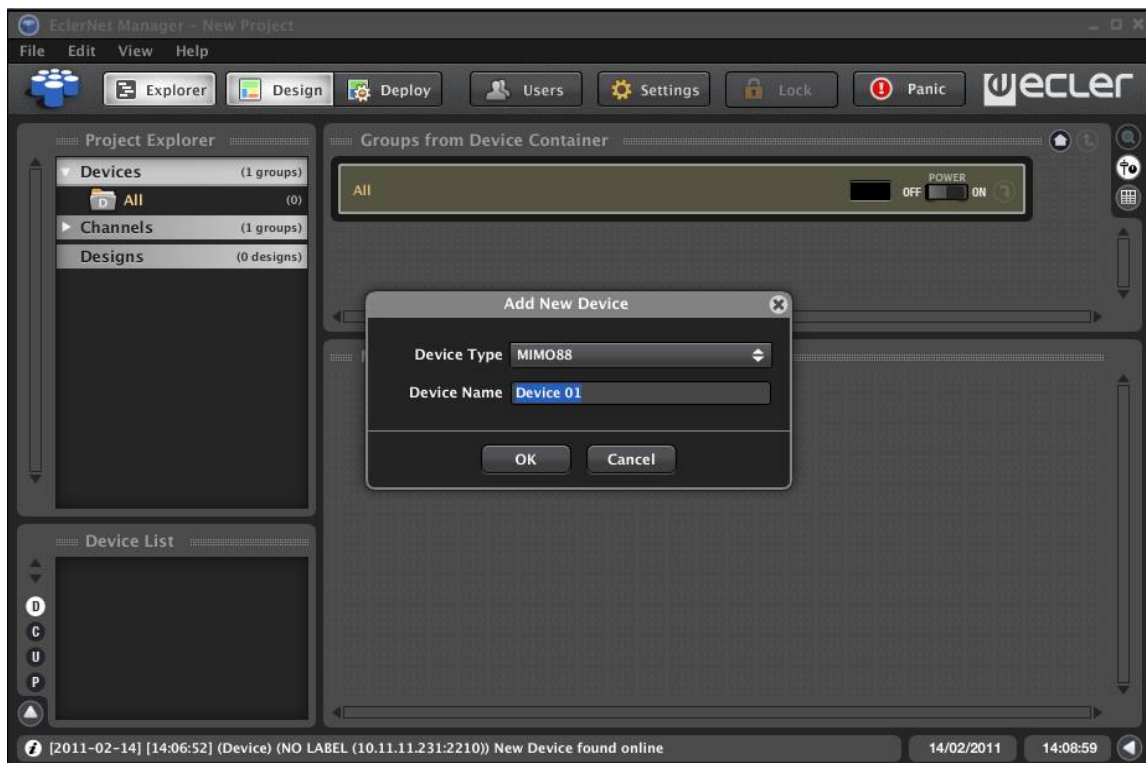 EclerNet Manager - New Project
File Edit View Help
Explorer Design Deploy Users Settings Lock Panic ecler
Project Explorer
Devices (1 groups)
D All (0)
Channels (1 groups)
Designs (0 designs)
Groups from Device Container
All
POWER
OFF ON
Add New Device
Device Type MIMO88
Device Name Device 01
OK Cancel
Device List
D
C
U
P
[2011-02-14] [14:06:52] (Device) (NO LABEL (10.11.11.231:2210)) New Device found online 14/02/2011 14:08:59